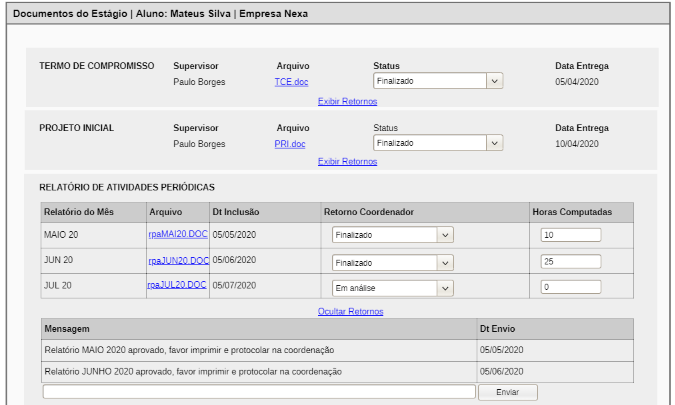 Documentos do Estágio | Aluno: Mateus Silva | Empresa Nexa
TERMO DE COMPROMISSO Supervisor Arquivo Status Data Entrega
Paulo Borges TCE.doc Finalizado 05/04/2020
Exibir Retornos
PROJETO INICIAL Supervisor Arquivo Status Data Entrega
Paulo Borges PRI.doc Finalizado 10/04/2020
Exibir Retornos
RELATÓRIO DE ATIVIDADES PERIÓDICAS
Relatório do Mês Arquivo Dt Inclusão Retorno Coordenador Horas Computadas
MAIO 20 rpaMAI20.DOC 05/05/2020 Finalizado 10
JUN 20 rpaJUN20.DOC 05/06/2020 Finalizado 25
JUL 20 rpaJUL20.DOC 05/07/2020 Em análise 0
Ocultar Retornos
Mensagem Dt Envio
Relatório MAIO 2020 aprovado, favor imprimir e protocolar na coordenação 05/05/2020
Relatório JUNHO 2020 aprovado, favor imprimir e protocolar na coordenação 05/06/2020
Enviar